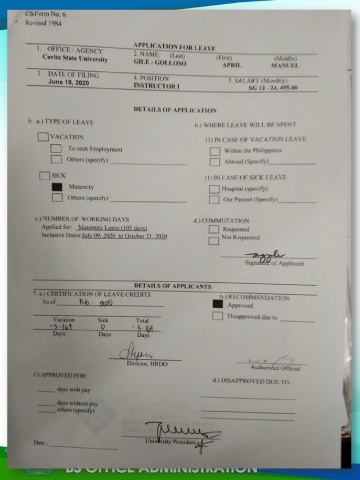 CS Form No. 6
Revised 1984
APPLICATION FOR LEAVE
1. OFFICE / AGENCY 2. NAME: (Last) (First) (Middle)
Cavite State University GILE - GOLLOSO APRIL MANUEL
3. DATE OF FILING 4. POSITION 5. SALARY (Monthly)
June 18, 2020 INSTRUCTOR I SG 12 - 24, 495.00
DETAILS OF APPLICATION
6. a.) TYPE OF LEAVE b.) WHERE LEAVE WILL BE SPENT
VACATION (1) IN CASE OF VACATION LEAVE
To seek Employment Within the Philippines
Others (specify) Abroad (Specify)
SICK (1) IN CASE OF SICK LEAVE
Maternity Hospital (specify)
Others (specify) Out Patient (Specify)
c.) NUMBER OF WORKING DAYS d.) COMMUTATION
Applied for: Maternity Leave (105 days) Requested
Inclusive Dates July 09, 2020 to October 21, 2020 Not Requested
Signature of Applicant
DETAILS OF APPLICANTS
7. a.) CERTIFICATION OF LEAVE CREDITS b.) RECOMMENDATION
As of Approved
Disapproved due to
Vacation Sick Total
0
Days Days Days
Director, HRDO Authorized Official
C) APPROVED FOR: d.) DISAPPROVED DUE TO:
days with pay
days without pay
others (specify)
University President
Date :
BS OFFICE ADMINISTRATION